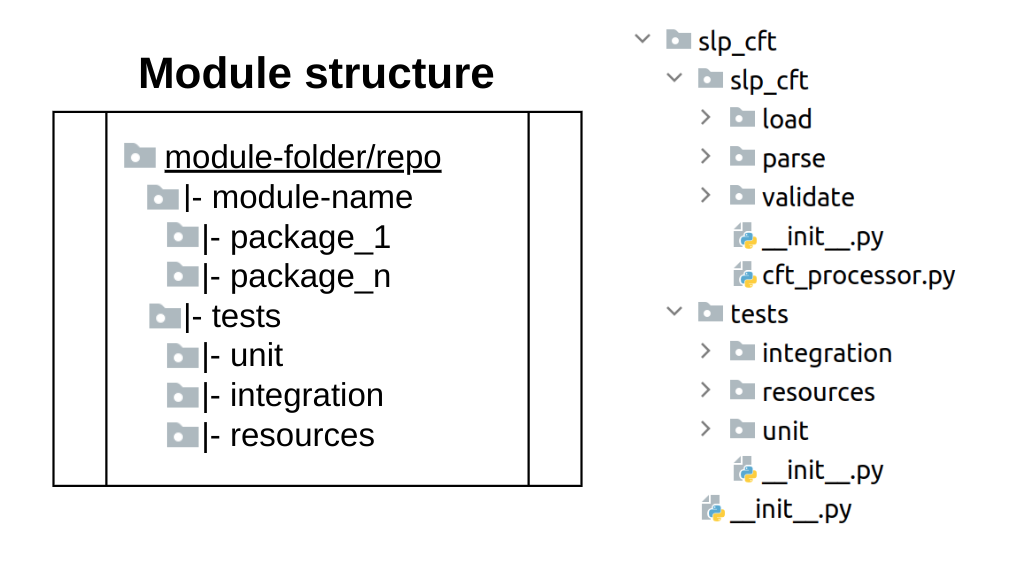 Module structure
module-folder/repo
|- module-name
|- package_1
|- package_n
|- tests
|- unit
|- integration
|- resources
slp_cft
slp_cft
load
parse
validate
__init__.py
cft_processor.py
tests
integration
resources
unit
__init__.py
__init__.py